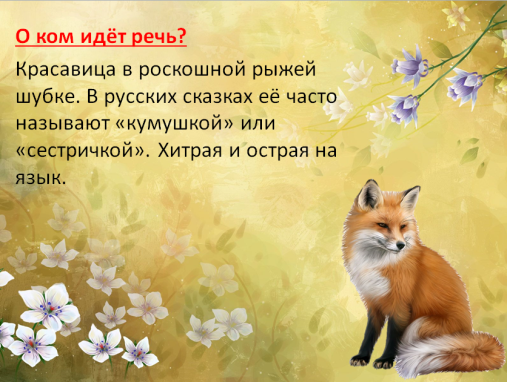 О ком идёт речь?
Красавица в роскошной рыжей
шубке. В русских сказках её часто
называют «кумушкой» или
«сестричкой». Хитрая и острая на
язык.